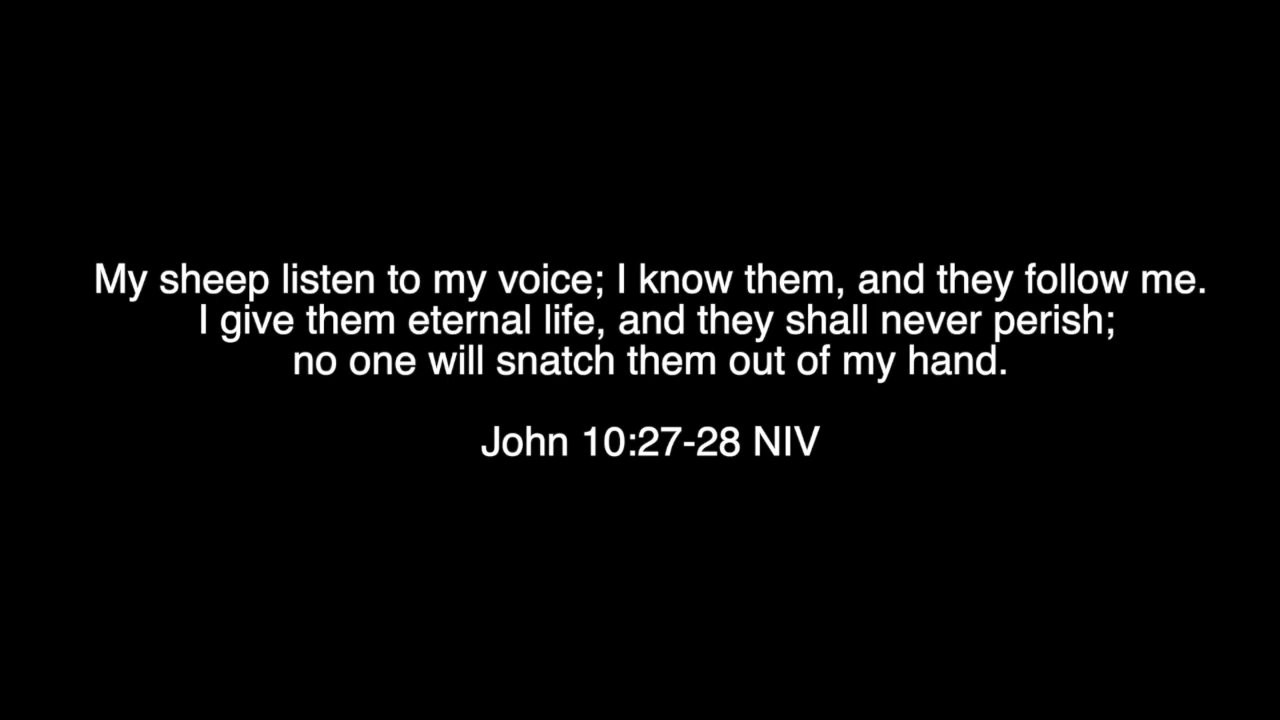 My sheep listen to my voice; I know them, and they follow me.
I give them eternal life, and they shall never perish;
no one will snatch them out of my hand.
John 10:27-28 NIV